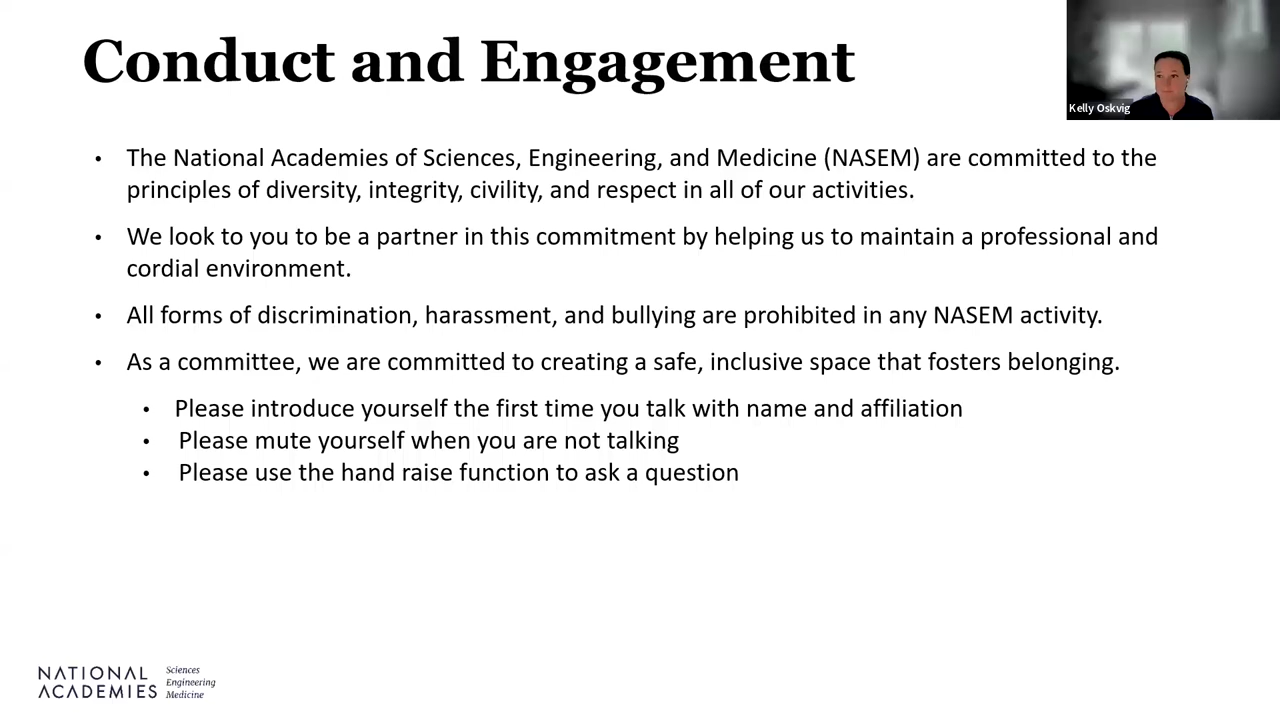 Conduct and Engagement
Kelly Oskvig
• The National Academies of Sciences, Engineering, and Medicine (NASEM) are committed to the
principles of diversity, integrity, civility, and respect in all of our activities.
• We look to you to be a partner in this commitment by helping us to maintain a professional and
cordial environment.
• All forms of discrimination, harassment, and bullying are prohibited in any NASEM activity.
• As a committee, we are committed to creating a safe, inclusive space that fosters belonging.
• Please introduce yourself the first time you talk with name and affiliation
• Please mute yourself when you are not talking
• Please use the hand raise function to ask a question
NATIONAL
ACADEMIES
Sciences
Engineering
Medicine